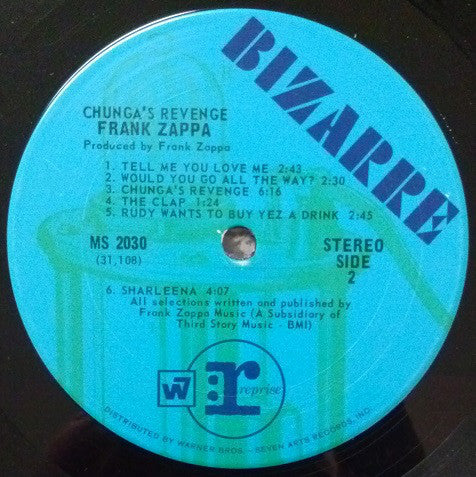 BIZARRE
CHUNGA'S REVENGE
FRANK ZAPPA
Produced by Frank Zappa
1. TELL ME YOU LOVE ME 2:43
2. WOULD YOU GO ALL THE WAY? 2:30
3. CHUNGA'S REVENGE 6:16
4. THE CLAP 1:24
5. RUDY WANTS TO BUY YEZ A DRINK 2:45
MS 2030
(31,108)
STEREO
SIDE
2
6. SHARLEENA 4:07
All selections written and published by
Frank Zappa Music (A Subsidiary of
Third Story Music - BMI)
W7
:r
reprise
DISTRIBUTED BY WARNER BROS. - SEVEN ARTS RECORDS, INC.